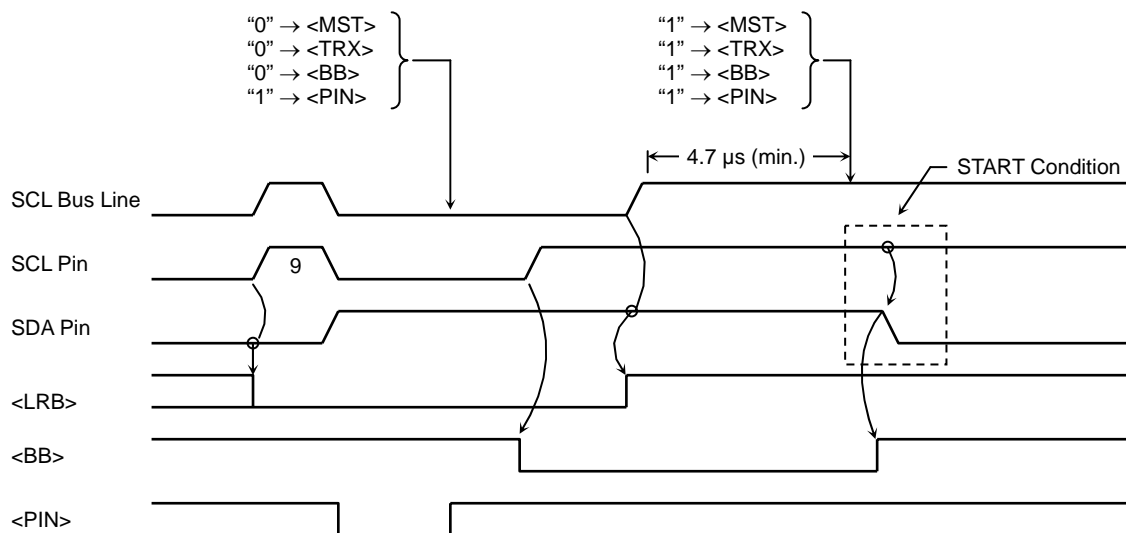 “0” → <MST>
“0” → <TRX>
“0” → <BB>
“1” → <PIN>
“1” → <MST>
“1” → <TRX>
“1” → <BB>
“1” → <PIN>
4.7 µs (min.)
START Condition
SCL Bus Line
SCL Pin
9
SDA Pin
<LRB>
<BB>
<PIN>